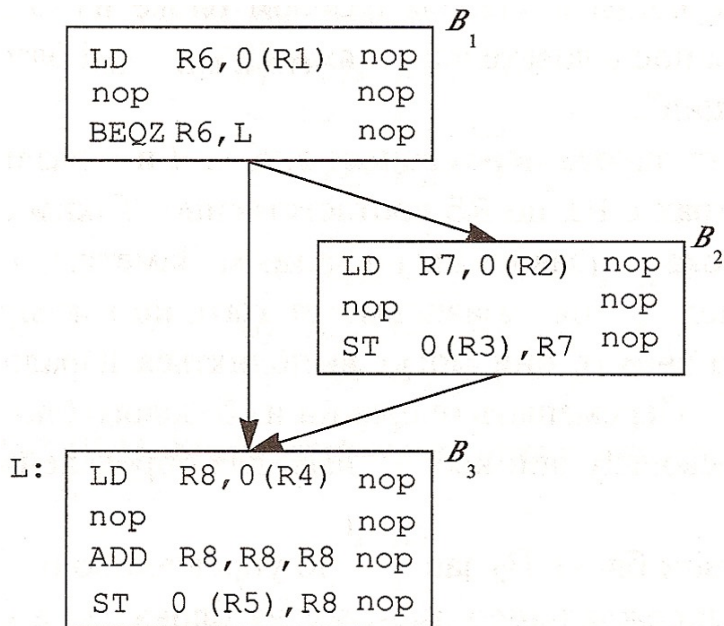 B1
LD R6,0(R1) nop
nop nop
BEQZ R6,L nop
B2
LD R7,0(R2) nop
nop nop
ST 0(R3),R7 nop
B3
L: LD R8,0(R4) nop
nop nop
ADD R8,R8,R8 nop
ST 0 (R5),R8 nop